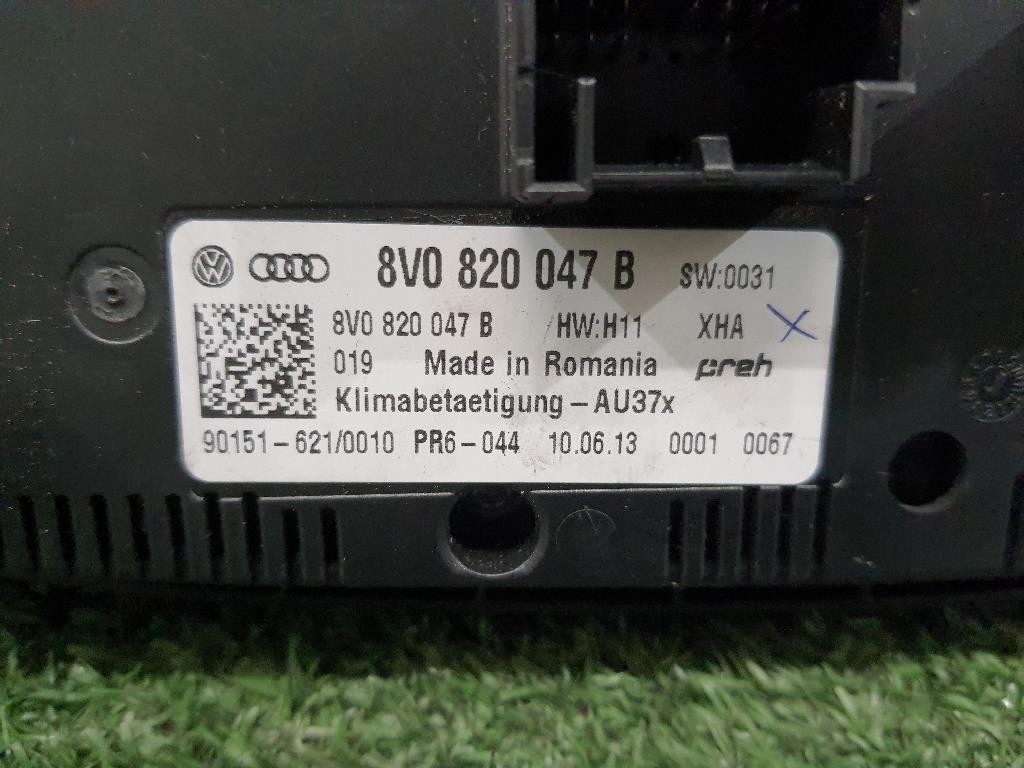 8V0 820 047 B SW:0031
8V0 820 047 B HW:H11 XHA X
019 Made in Romania preh
Klimabetaetigung-AU37x
90151-621/0010 PR6-044 10.06.13 0001 0067